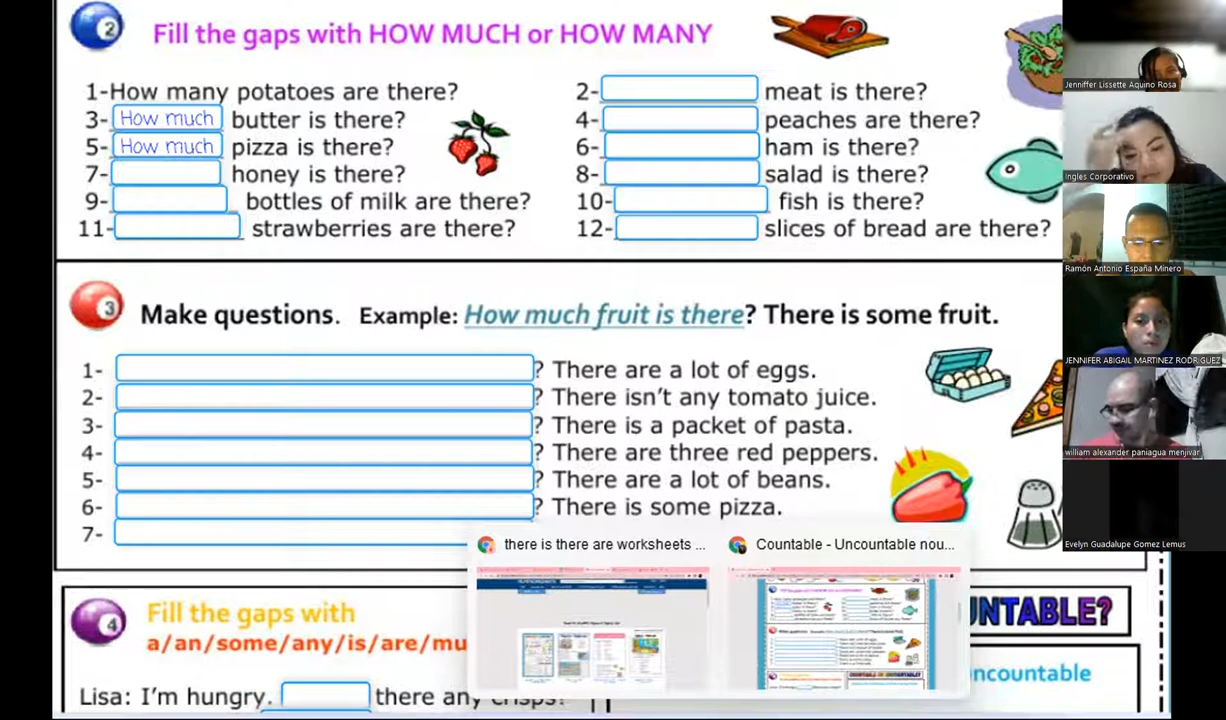 2
Fill the gaps with HOW MUCH or HOW MANY
1-How many potatoes are there?
2- meat is there?
3- How much butter is there?
4- peaches are there?
5- How much pizza is there?
6- ham is there?
7- honey is there?
8- salad is there?
9- bottles of milk are there?
10- fish is there?
11- strawberries are there?
12- slices of bread are there?
3
Make questions. Example: How much fruit is there? There is some fruit.
1- ? There are a lot of eggs.
2- ? There isn't any tomato juice.
3- ? There is a packet of pasta.
4- ? There are three red peppers.
5- ? There are a lot of beans.
6- ? There is some pizza.
7-
there is there are worksheets ...
Countable - Uncountable nou...
4
Fill the gaps with
a/an/some/any/is/are/mu
UNTABLE?
ncountable
Lisa: I'm hungry. there any crisps?
Jenniffer Lissette Aquino Rosa
Ingles Corporativo
Ramón Antonio España Minero
JENNIFER ABIGAIL MARTINEZ RODRIGUEZ
william alexander paniagua menjivar
Evelyn Guadalupe Gomez Lemus